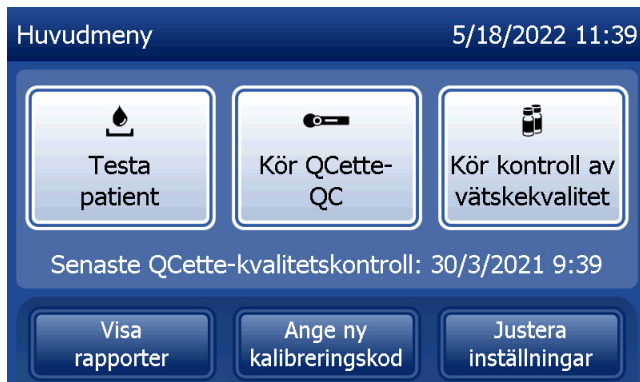 Huvudmeny 5/18/2022 11:39
Testa
patient
Kör QCette-
QC
Kör kontroll av
vätskekvalitet
Senaste QCette-kvalitetskontroll: 30/3/2021 9:39
Visa
rapporter
Ange ny
kalibreringskod
Justera
inställningar